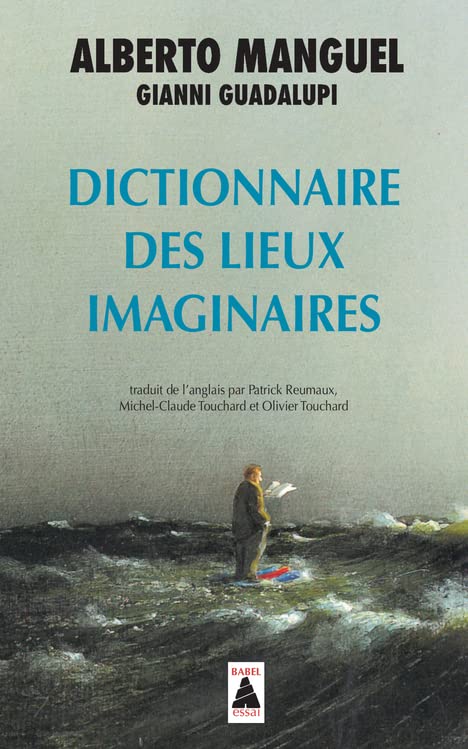 ALBERTO MANGUEL
GIANNI GUADALUPI
DICTIONNAIRE
DES LIEUX
IMAGINAIRES
traduit de l'anglais par Patrick Reumaux,
Michel-Claude Touchard et Olivier Touchard
BABEL
essai